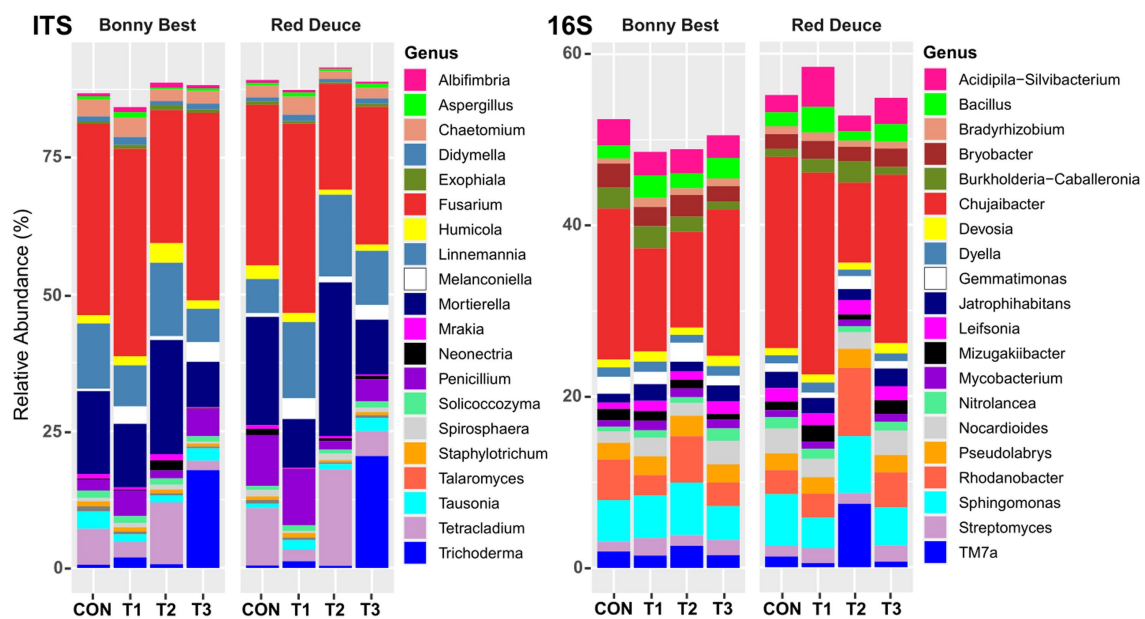 ITS
Bonny Best
Red Deuce
Relative Abundance (%)
75
50
25
0
CON T1 T2 T3
CON T1 T2 T3
Genus
Albifimbria
Aspergillus
Chaetomium
Didymella
Exophiala
Fusarium
Humicola
Linnemannia
Melanconiella
Mortierella
Mrakia
Neonectria
Penicillium
Solicoccozyma
Spirosphaera
Staphylotrichum
Talaromyces
Tausonia
Tetracladium
Trichoderma
16S
Bonny Best
Red Deuce
60
40
20
0
CON T1 T2 T3
CON T1 T2 T3
Genus
Acidipila−Silvibacterium
Bacillus
Bradyrhizobium
Bryobacter
Burkholderia−Caballeronia
Chujaibacter
Devosia
Dyella
Gemmatimonas
Jatrophihabitans
Leifsonia
Mizugakiibacter
Mycobacterium
Nitrolancea
Nocardioides
Pseudolabrys
Rhodanobacter
Sphingomonas
Streptomyces
TM7a